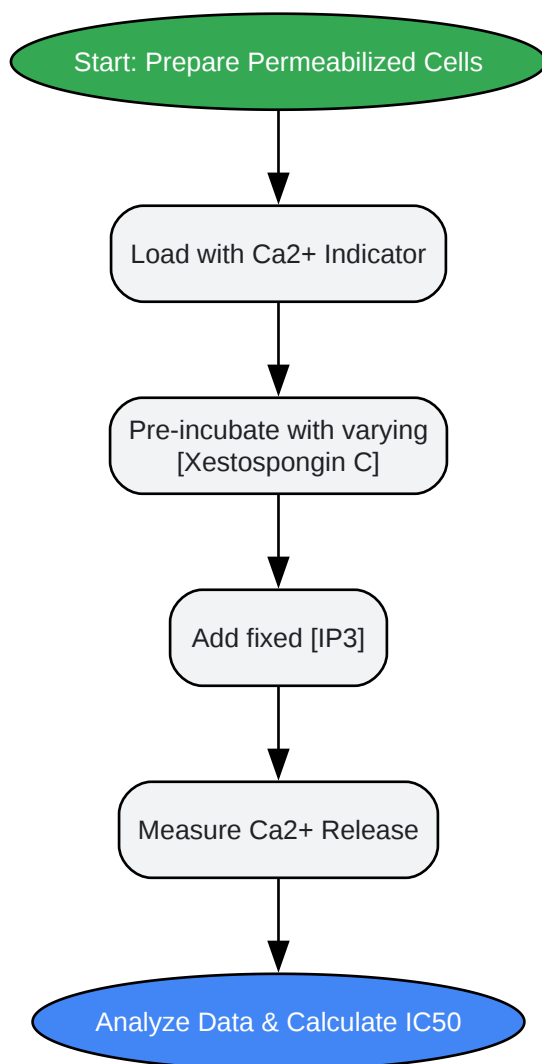 Start: Prepare Permeabilized Cells
Load with Ca2+ Indicator
Pre-incubate with varying
[Xestospongin C]
Add fixed [IP3]
Measure Ca2+ Release
Analyze Data & Calculate IC50